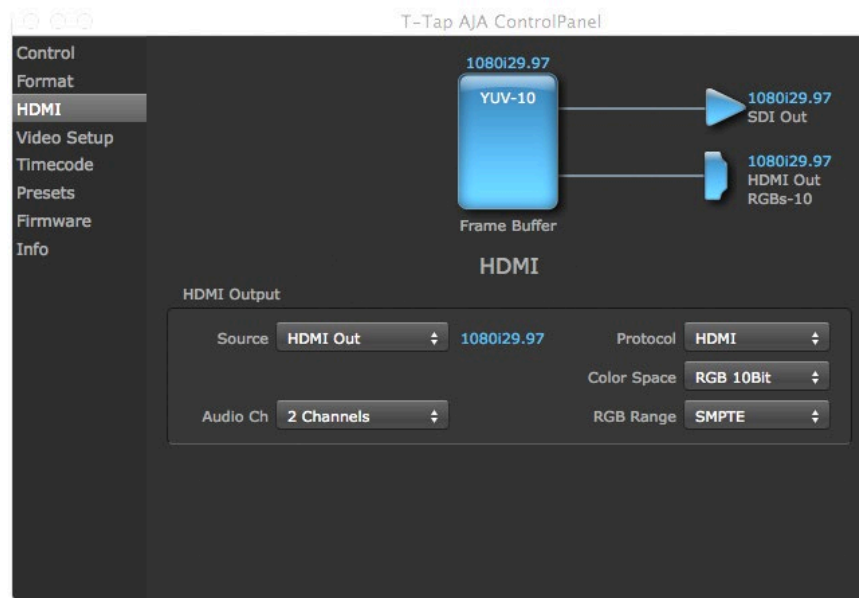 T-Tap AJA ControlPanel
Control
Format
HDMI
Video Setup
Timecode
Presets
Firmware
Info
1080i29.97
YUV-10
Frame Buffer
1080i29.97
SDI Out
1080i29.97
HDMI Out
RGBs-10
HDMI
HDMI Output
Source HDMI Out 1080i29.97 Protocol HDMI
Color Space RGB 10Bit
Audio Ch 2 Channels RGB Range SMPTE